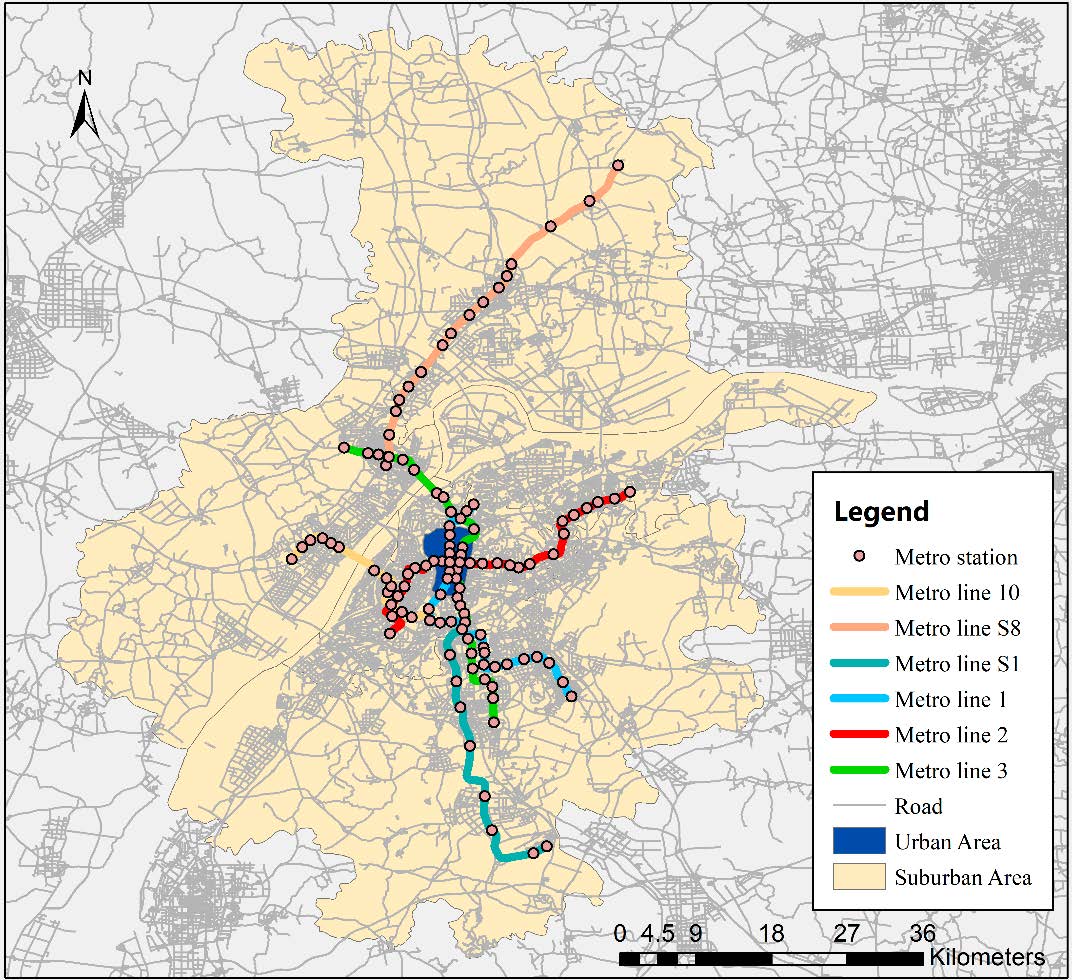 N
Legend
Metro station
Metro line 10
Metro line S8
Metro line S1
Metro line 1
Metro line 2
Metro line 3
Road
Urban Area
Suburban Area
0 4.5 9 18 27 36
Kilometers